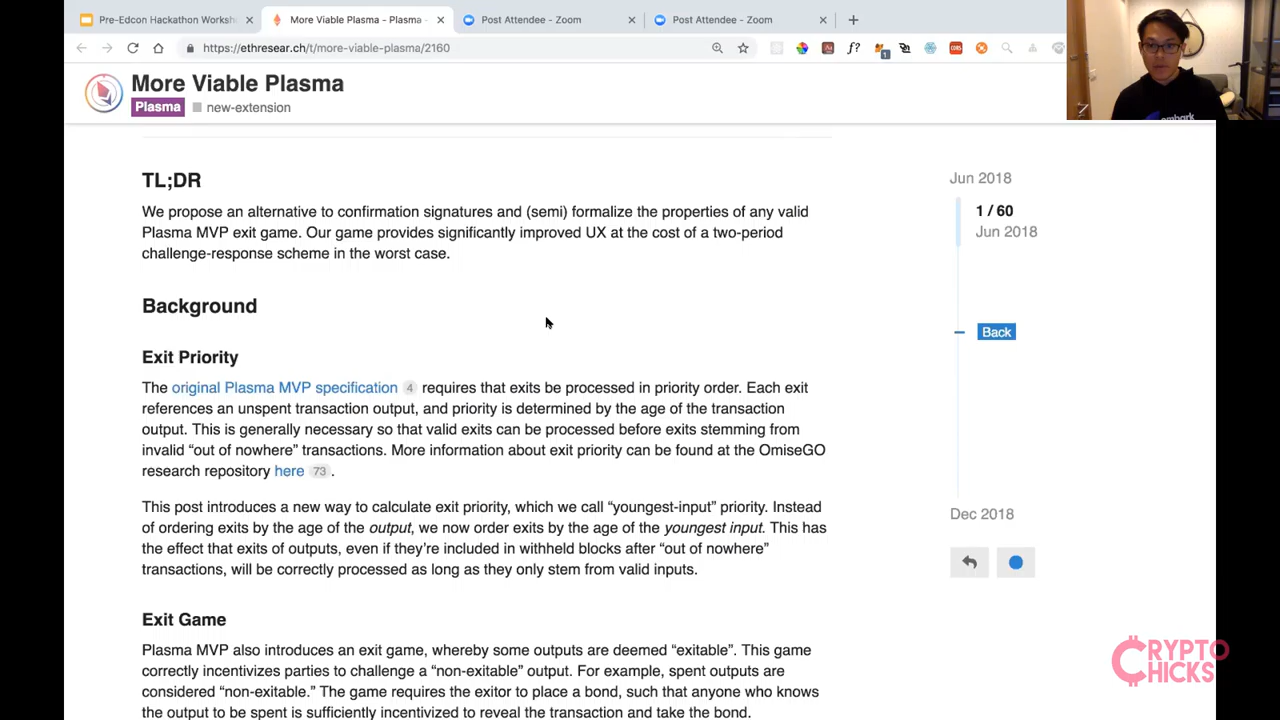 Pre-Edcon Hackathon Worksh
More Viable Plasma - Plasma -
Post Attendee - Zoom
Post Attendee - Zoom
https://ethresear.ch/t/more-viable-plasma/2160
More Viable Plasma
Plasma
new-extension
TL;DR
We propose an alternative to confirmation signatures and (semi) formalize the properties of any valid
Plasma MVP exit game. Our game provides significantly improved UX at the cost of a two-period
challenge-response scheme in the worst case.
Background
Exit Priority
The original Plasma MVP specification 4 requires that exits be processed in priority order. Each exit
references an unspent transaction output, and priority is determined by the age of the transaction
output. This is generally necessary so that valid exits can be processed before exits stemming from
invalid “out of nowhere” transactions. More information about exit priority can be found at the OmiseGO
research repository here 73 .
This post introduces a new way to calculate exit priority, which we call “youngest-input” priority. Instead
of ordering exits by the age of the output, we now order exits by the age of the youngest input. This has
the effect that exits of outputs, even if they’re included in withheld blocks after “out of nowhere”
transactions, will be correctly processed as long as they only stem from valid inputs.
Exit Game
Plasma MVP also introduces an exit game, whereby some outputs are deemed “exitable”. This game
correctly incentivizes parties to challenge a “non-exitable” output. For example, spent outputs are
considered “non-exitable.” The game requires the exitor to place a bond, such that anyone who knows
the output to be spent is sufficiently incentivized to reveal the transaction and take the bond.
Jun 2018
1 / 60
Jun 2018
Back
Dec 2018
embark
CRYPTO
CHICKS